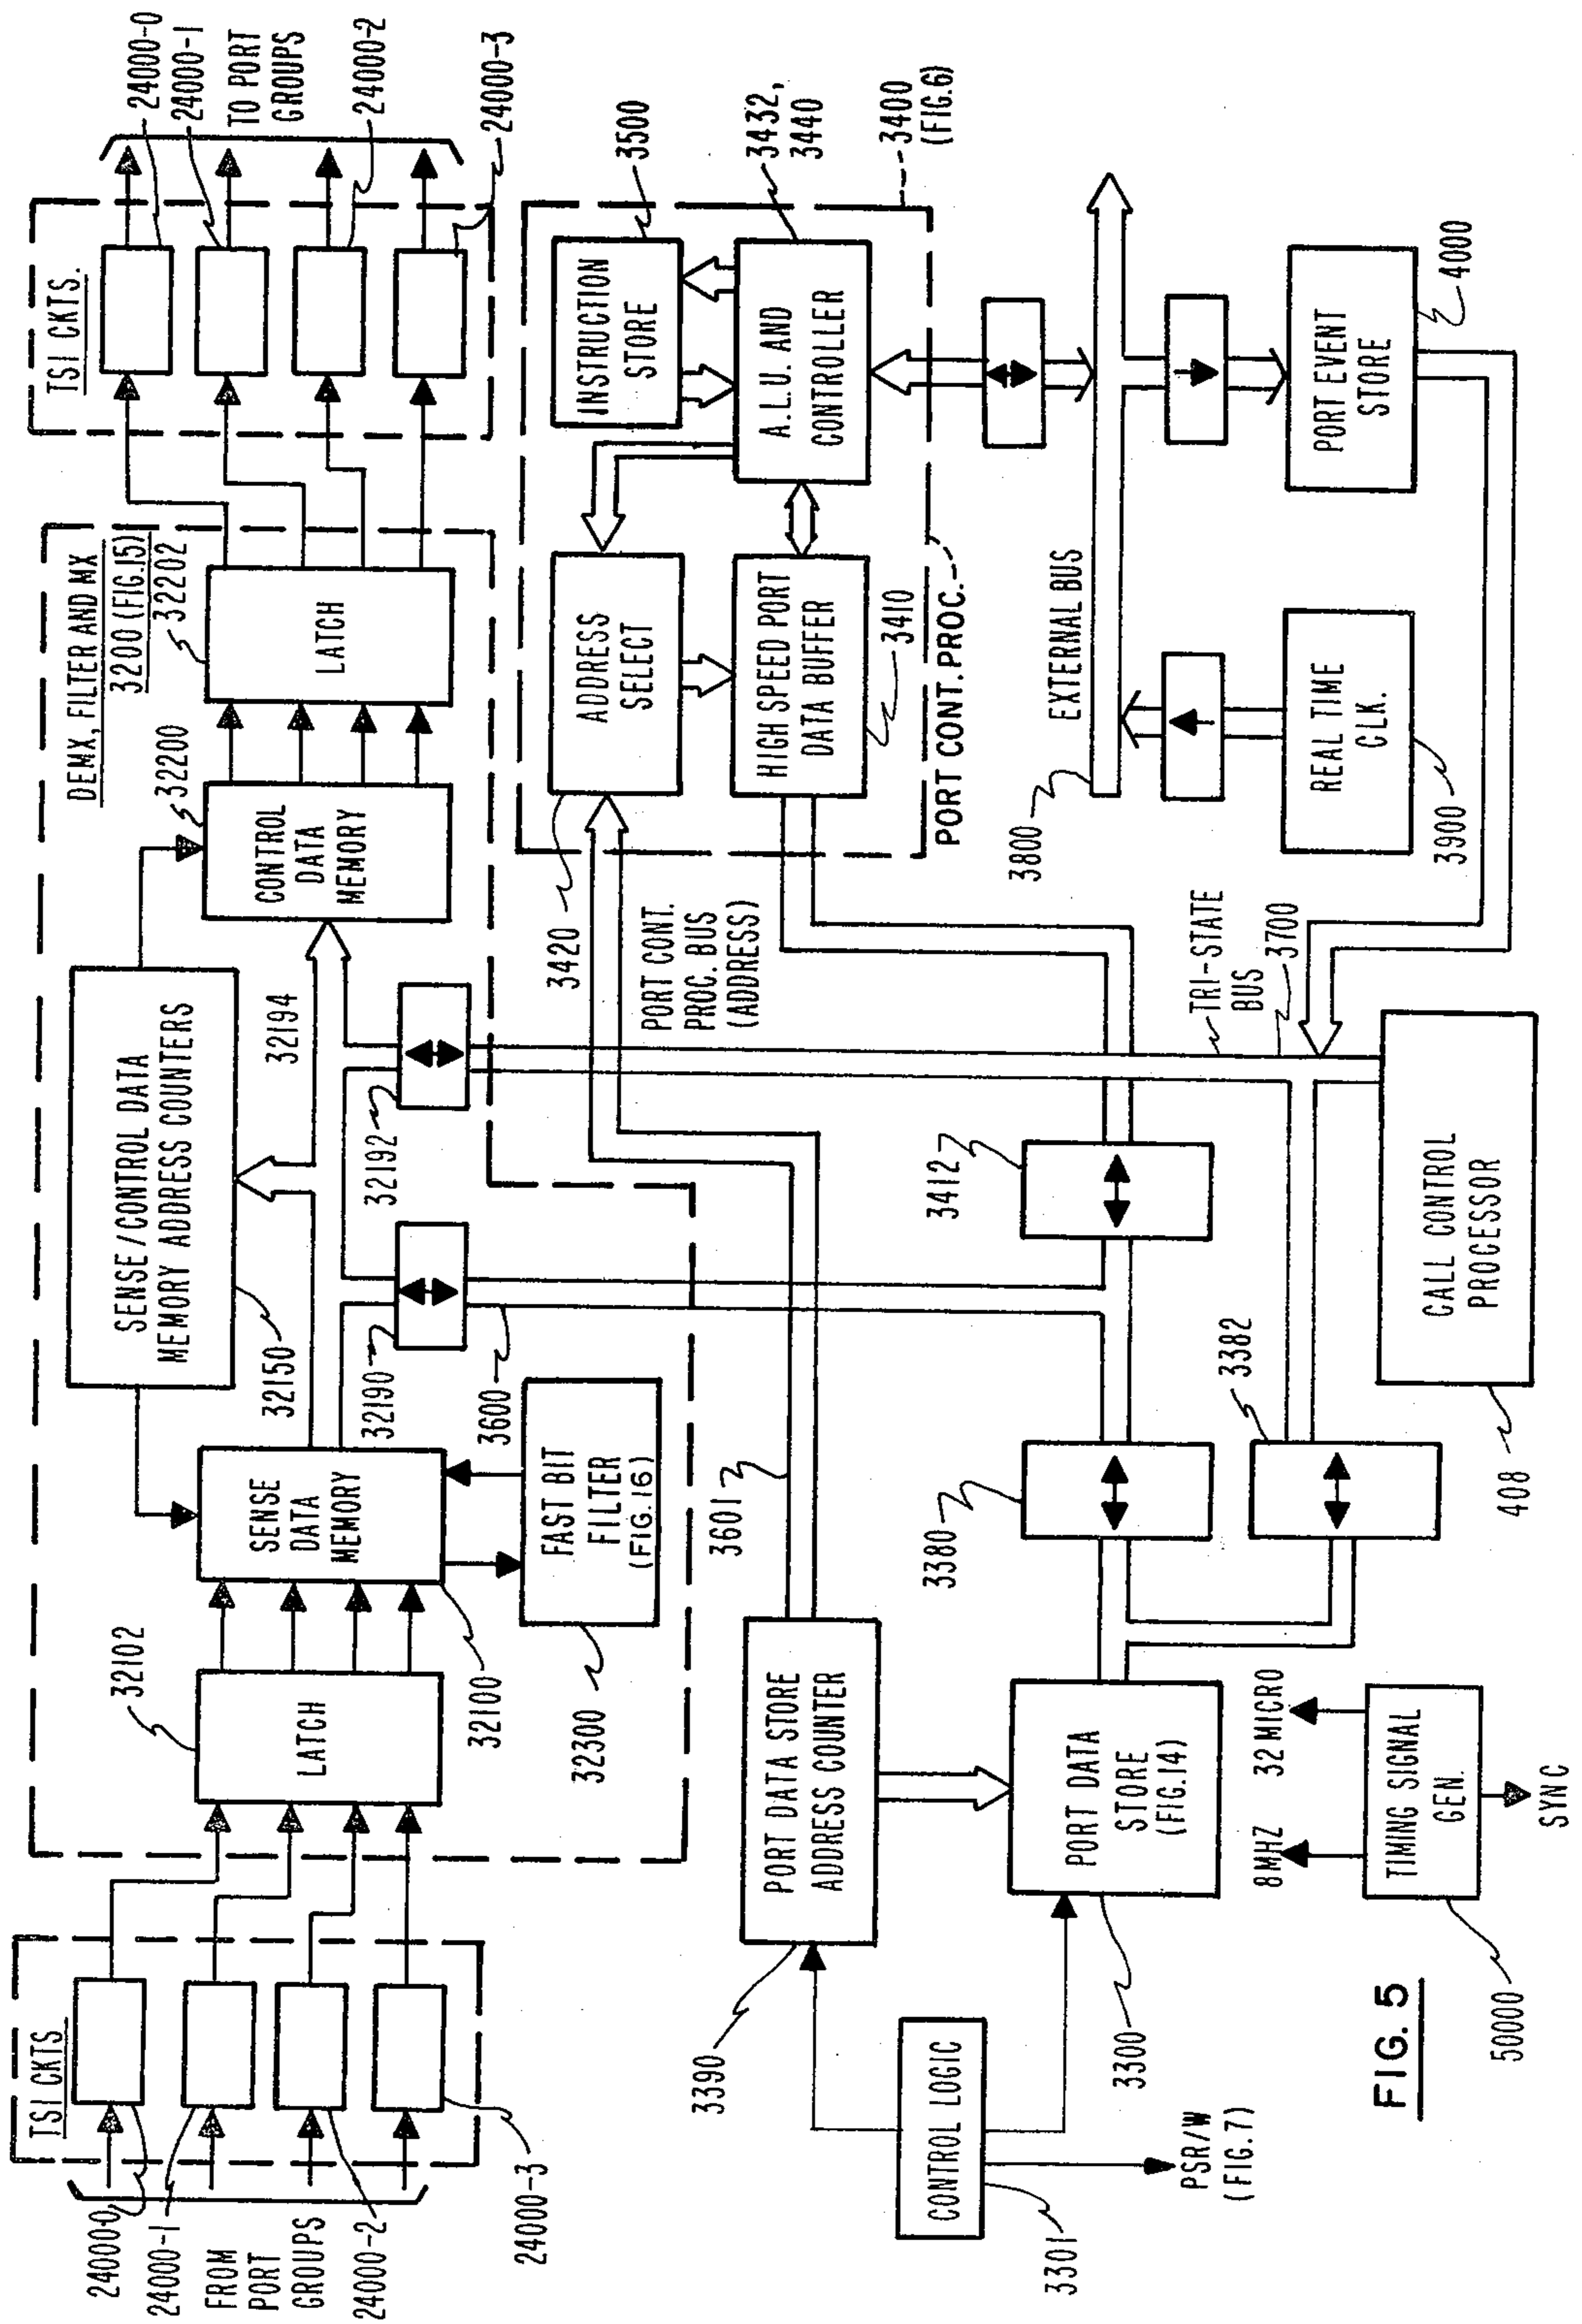 TSI CKTS.
24000-0
24000-1
TO PORT
GROUPS
24000-2
24000-3
DEMX, FILTER AND MX
3200 (FIG.15)
32202
LATCH
32200
CONTROL
DATA
MEMORY
SENSE/CONTROL DATA
MEMORY ADDRESS COUNTERS
32150
32194
32192
32190
3600
SENSE
DATA
MEMORY
32100
FAST BIT
FILTER
(FIG.16)
32300
32102
LATCH
TSI CKTS
24000-0
24000-1
FROM
PORT
GROUPS
24000-2
24000-3
3500
INSTRUCTION
STORE
3432,
3440
A.L.U. AND
CONTROLLER
3400
(FIG.6)
ADDRESS
SELECT
3420
HIGH SPEED PORT
DATA BUFFER
3410
PORT CONT. PROC.
PORT CONT.
PROC. BUS
(ADDRESS)
3601
PORT DATA STORE
ADDRESS COUNTER
3390
CONTROL LOGIC
3301
PSR/W
(FIG.7)
PORT DATA
STORE
(FIG.14)
3300
3380
3382
3412
EXTERNAL BUS
3800
REAL TIME
CLK.
3900
PORT EVENT
STORE
4000
TRI-STATE
BUS
3700
CALL CONTROL
PROCESSOR
408
8MHZ
32 MICRO
TIMING SIGNAL
GEN.
SYNC
50000
FIG. 5